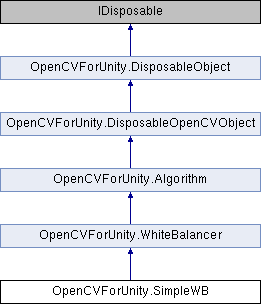 IDisposable
OpenCVForUnity.DisposableObject
OpenCVForUnity.DisposableOpenCVObject
OpenCVForUnity.Algorithm
OpenCVForUnity.WhiteBalancer
OpenCVForUnity.SimpleWB